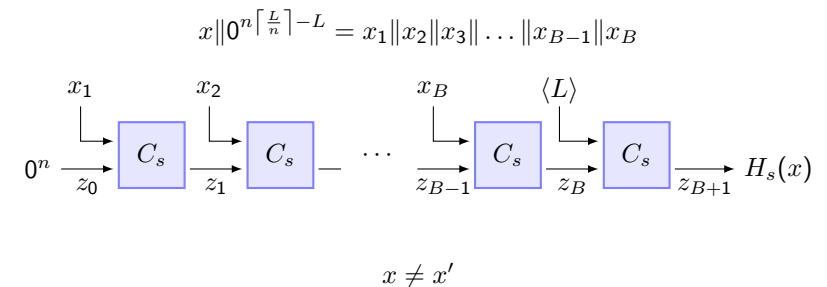 x∥0^{n⌈L/n⌉−L} = x_1∥x_2∥x_3∥…∥x_{B−1}∥x_B
x_1 x_2 x_B ⟨L⟩
0^n C_s C_s … C_s C_s H_s(x)
z_0 z_1 z_{B−1} z_B z_{B+1}
x ≠ x′